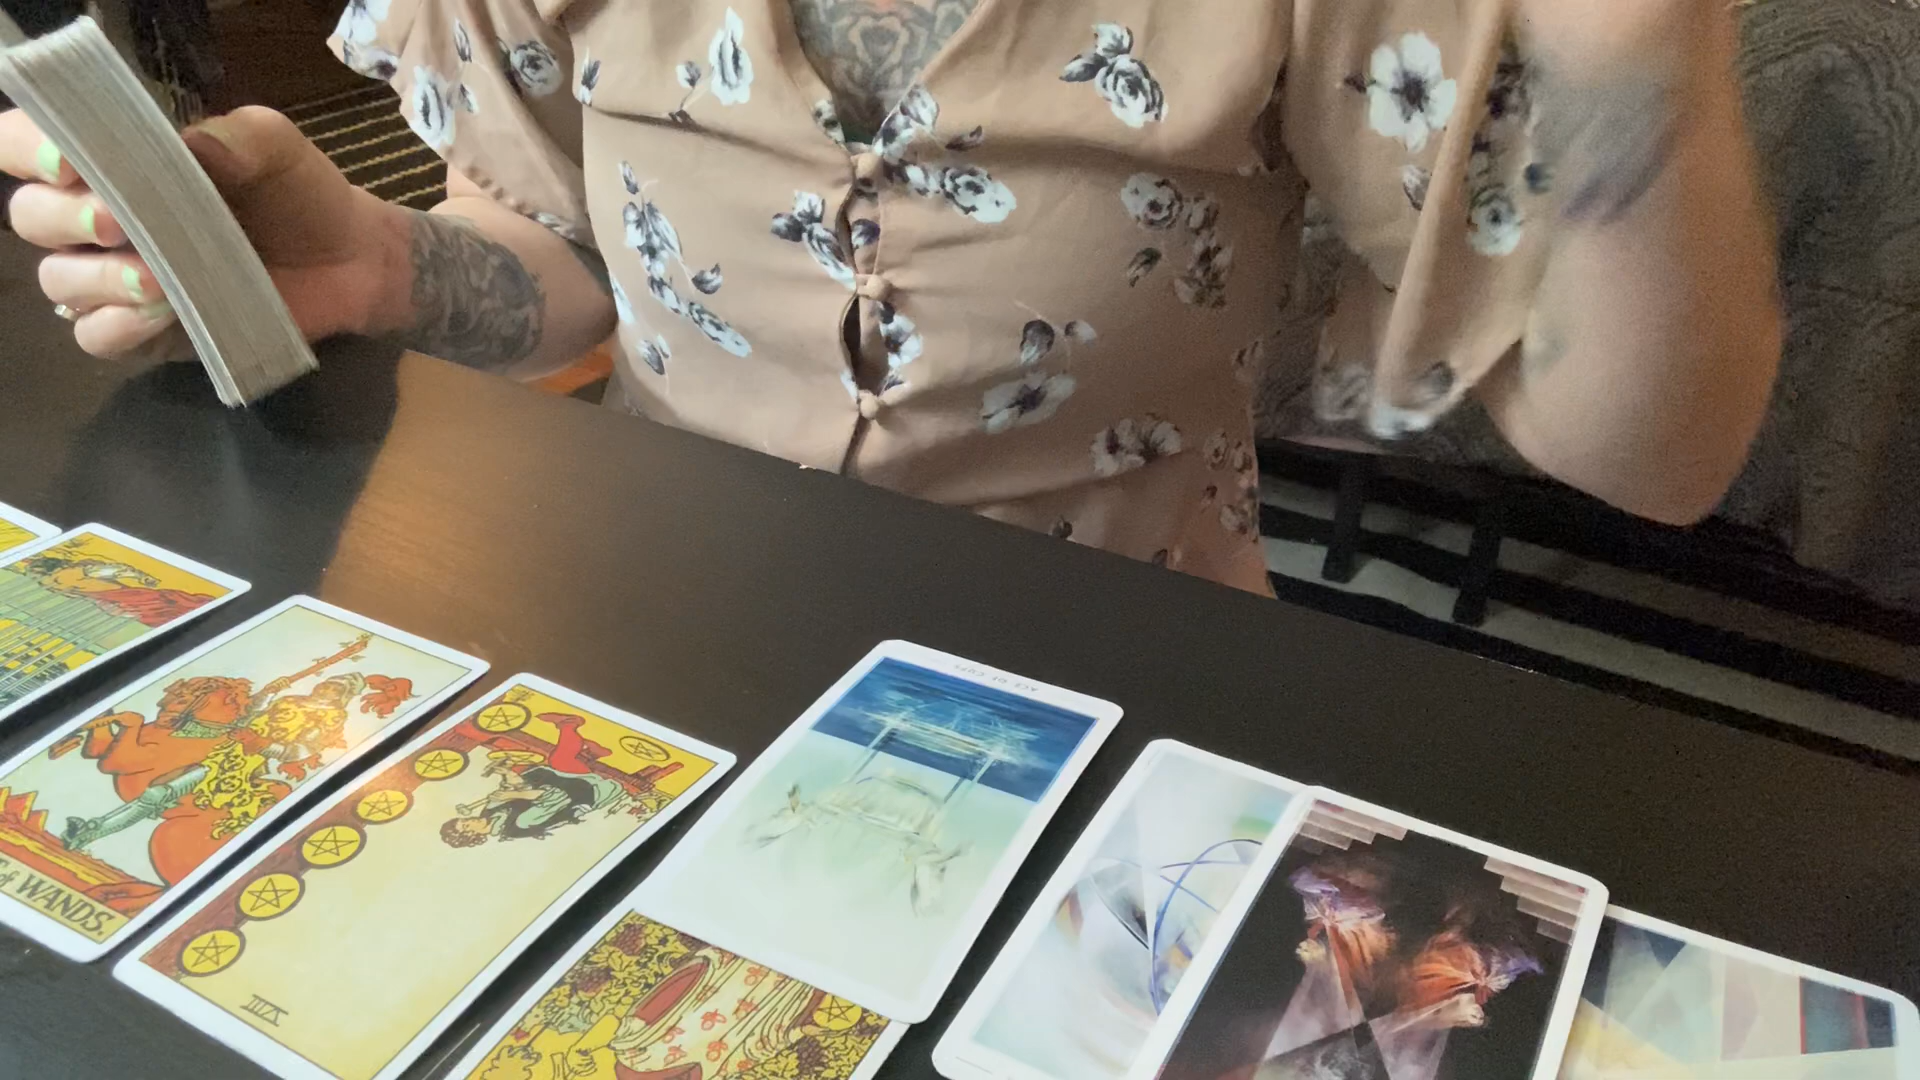 of WANDS.
VIII
ACE OF CUPS